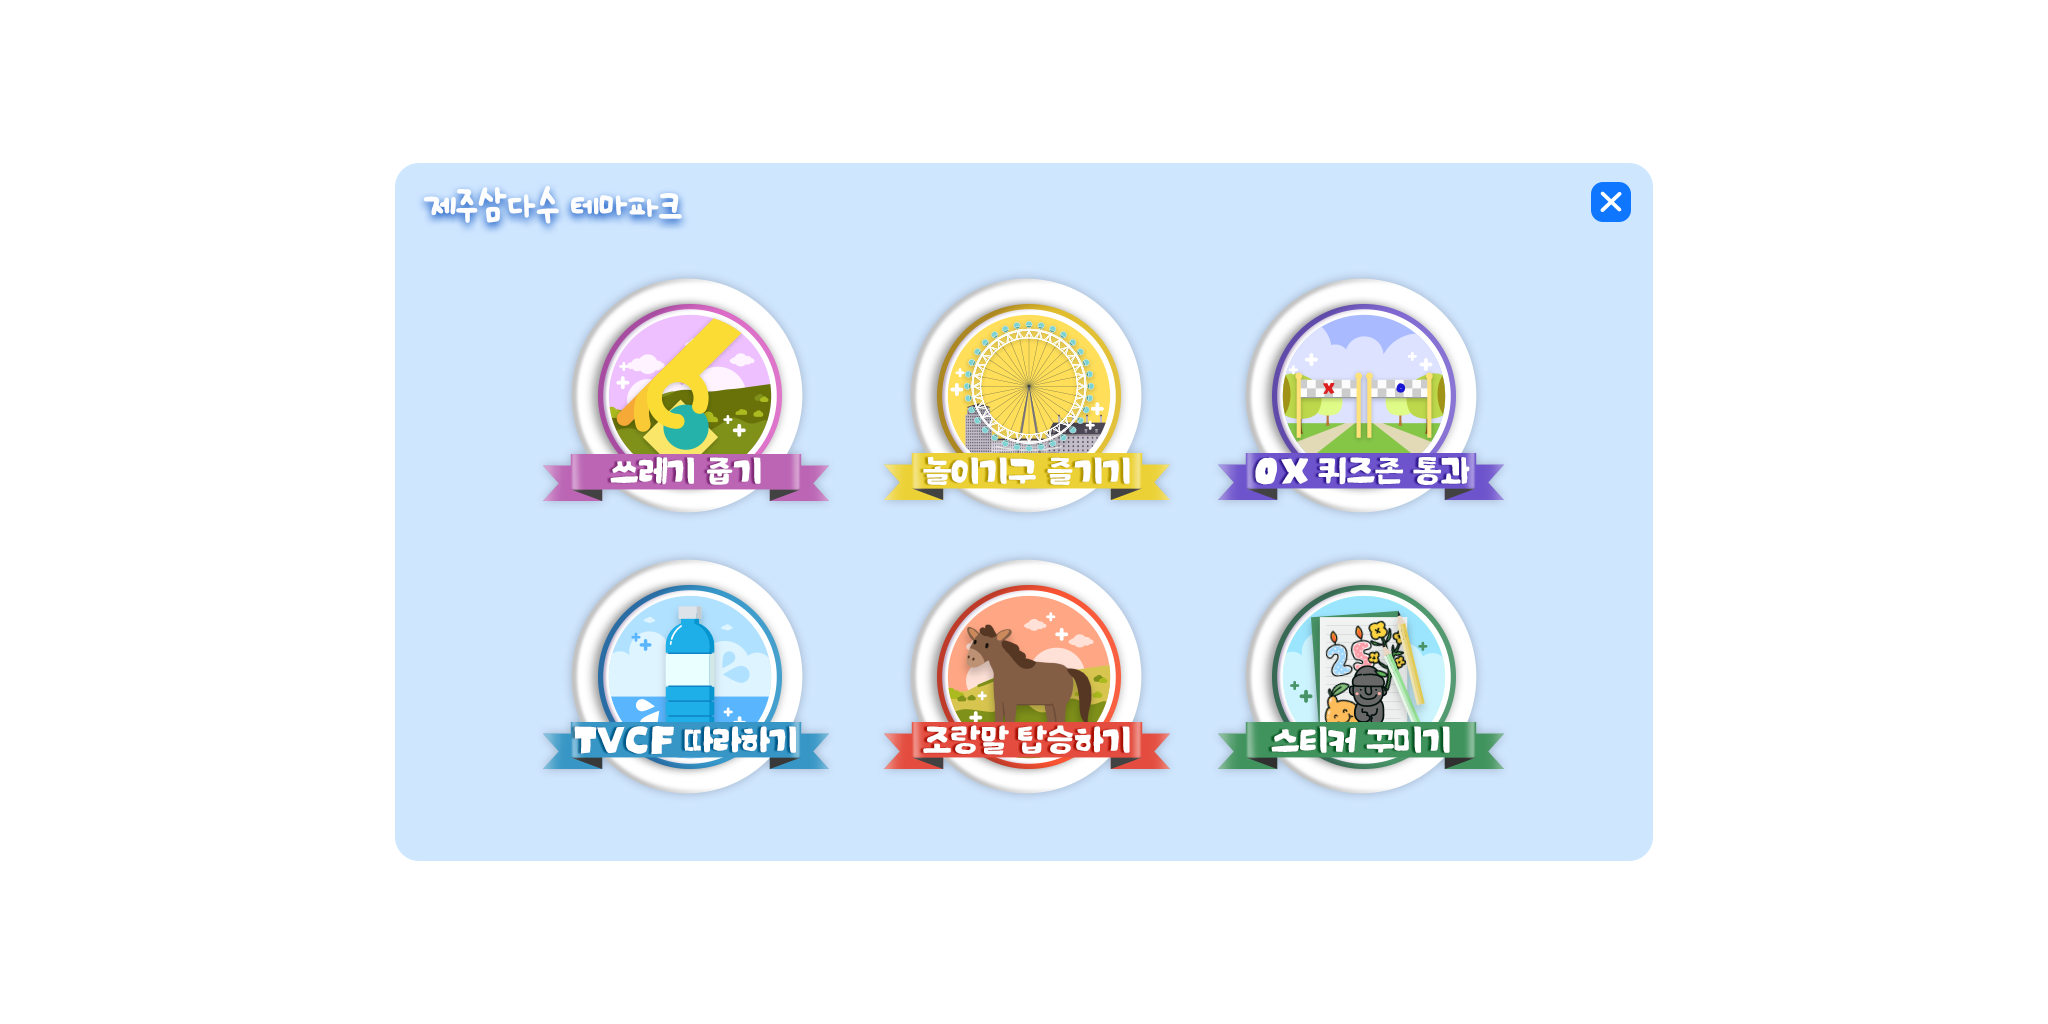 제주삼다수 테마파크
쓰레기 줍기
놀이기구 즐기기
OX 퀴즈존 통과
X O
TVCF 따라하기
조랑말 탑승하기
스티커 꾸미기
25